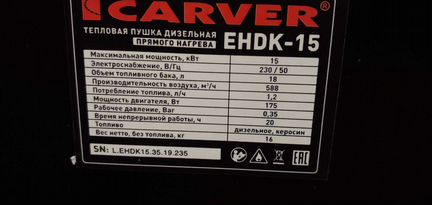 CARVER
ТЕПЛОВАЯ ПУШКА ДИЗЕЛЬНАЯ
ПРЯМОГО НАГРЕВА EHDK-15
Максимальная мощность, кВт 15
Электроснабжение, В/Гц 230 / 50
Объем топливного бака, л 18
Производительность воздуха, м³/ч 588
Потребление топлива, л/ч 1,2
Мощность двигателя, Вт 175
Рабочее давление, Bar 0,35
Время непрерывной работы, ч 20
Топливо дизельное, керосин
Вес нетто, без топлива, кг 16
SN: L.EHDK15.35.19.235
EAC